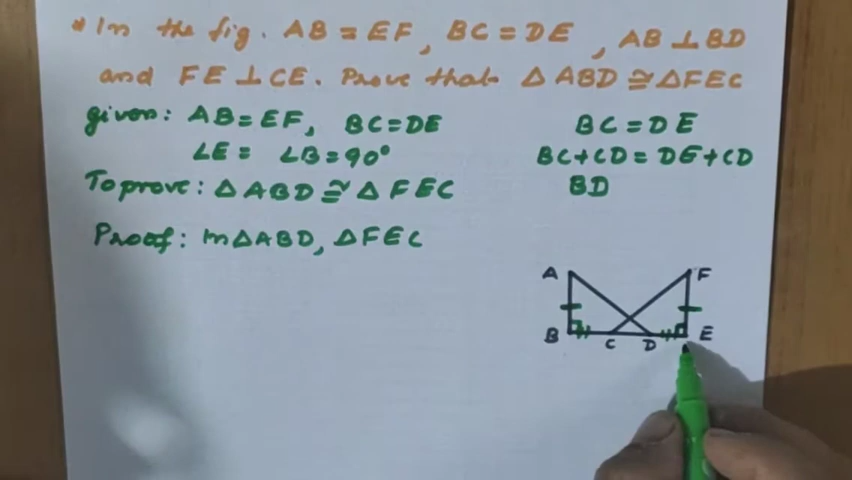 * In the fig. AB = EF, BC = DE, AB ⊥ BD
and FE ⊥ CE. Prove that △ ABD ≅ △ FEC
given: AB = EF, BC = DE
∠E = ∠B = 90°
To prove: △ ABD ≅ △ FEC
Proof: In △ ABD, △ FEC
BC = DE
BC + CD = DE + CD
BD
A
F
B
C
D
E